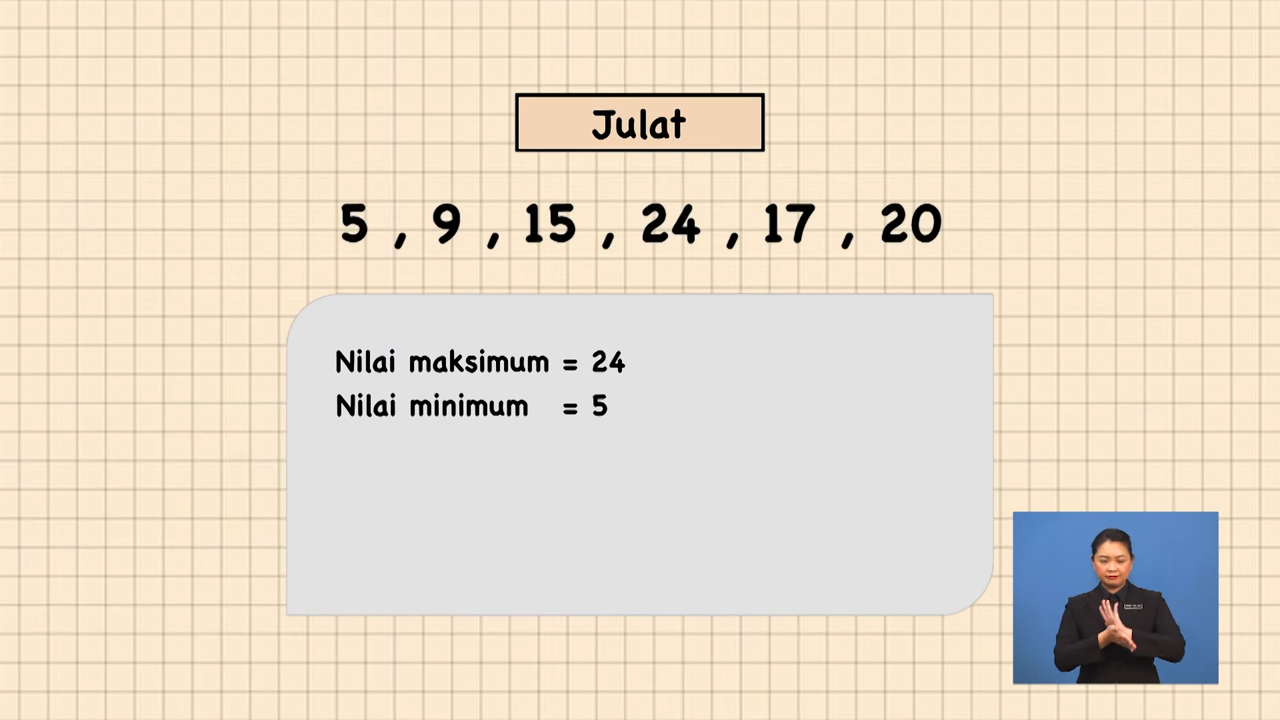 Julat
5 , 9 , 15 , 24 , 17 , 20
Nilai maksimum = 24
Nilai minimum = 5